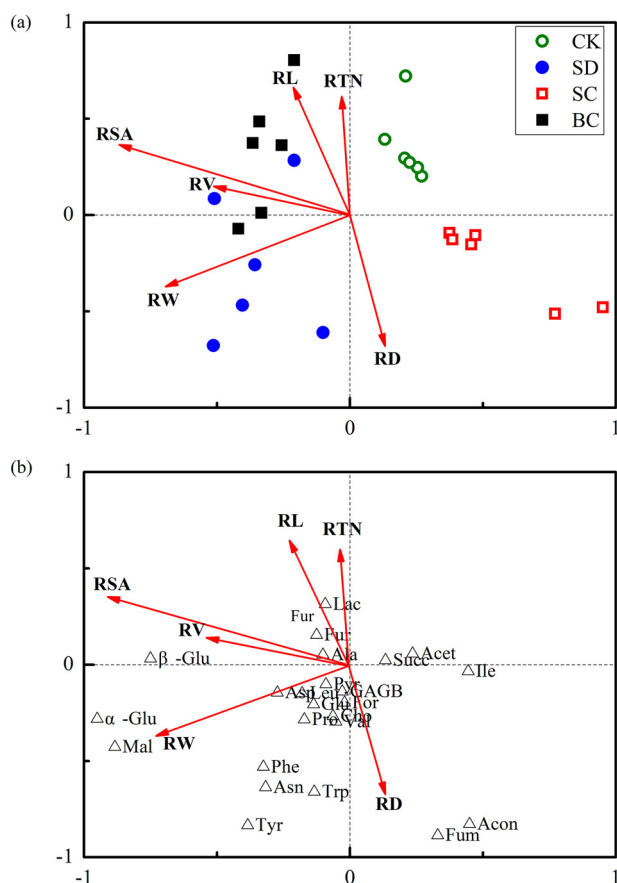 (a)
1
RL
RTN
CK
SD
SC
BC
RSA
RV
0
RW
RD
-1
-1
0
1
(b)
1
RL
RTN
RSA
Lac
Fur
Fur
RV
Ala
β -Glu
Succ
Acet
0
Ile
Pyr
Asp
Leu
GAGB
Glu
For
α -Glu
Pro
Cho
Val
RW
Mal
Phe
Asn
Trp
RD
Tyr
Acon
Fum
-1
-1
0
1